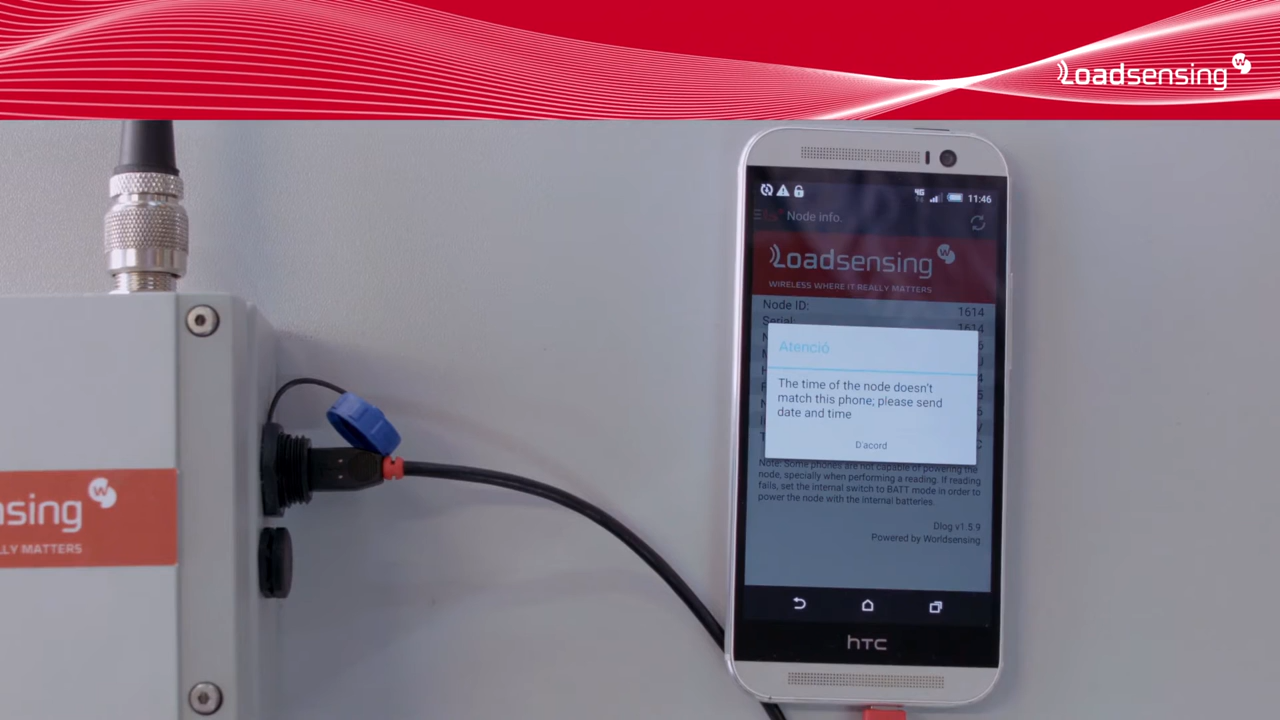 Loadsensing
11:46
Node info.
Loadsensing
WIRELESS WHERE IT REALLY MATTERS
Node ID: 1614
Serial: 1614
Atenció
The time of the node doesn't
match this phone; please send
date and time
D'acord
Note: Some phones are not capable of powering the
node, specially when performing a reading. If reading
fails, set the internal switch to BATT mode in order to
power the node with the internal batteries.
Dlog v1.5.9
Powered by Worldsensing
hTC
nsing
LLY MATTERS